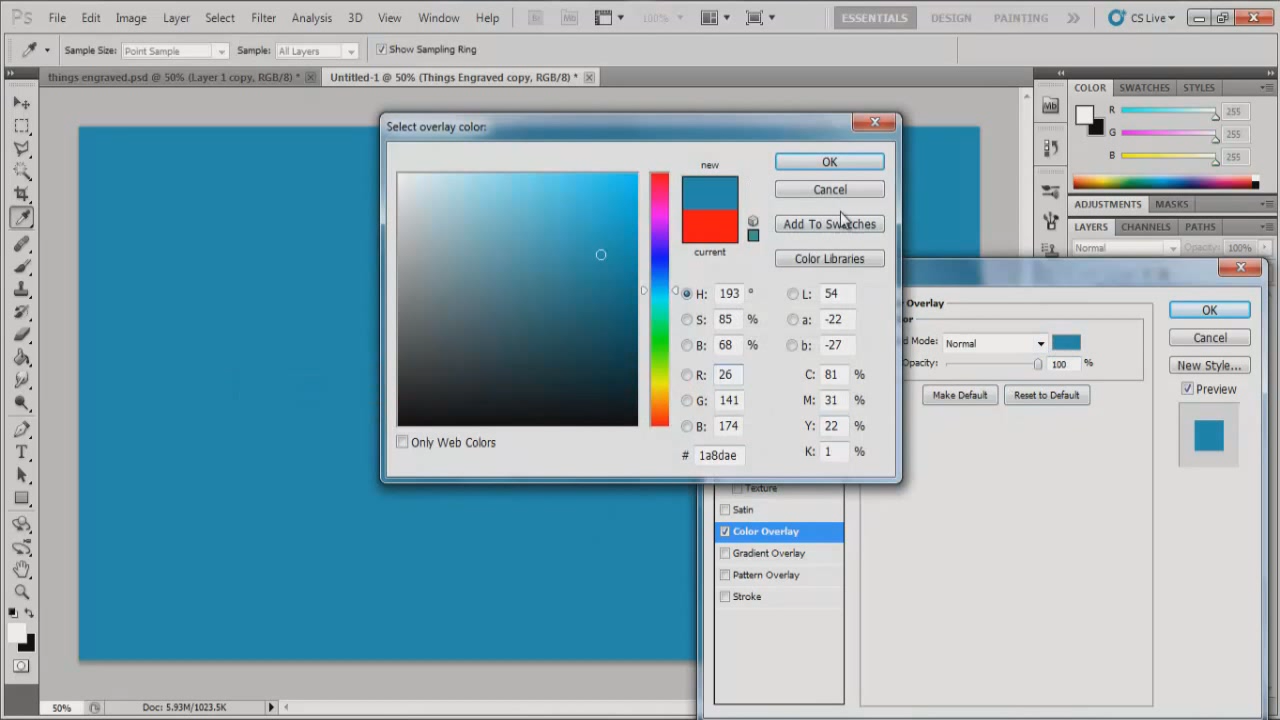 Ps File Edit Image Layer Select Filter Analysis 3D View Window Help Br Mb 100% ESSENTIALS DESIGN PAINTING CS Live
Sample Size: Point Sample Sample: All Layers Show Sampling Ring
things engraved.psd @ 50% (Layer 1 copy, RGB/8) * Untitled-1 @ 50% (Things Engraved copy, RGB/8) *
COLOR SWATCHES STYLES
Mb
R 255
G 255
B 255
ADJUSTMENTS MASKS
LAYERS CHANNELS PATHS
Normal Opacity: 100%
Select overlay color:
new
current
OK
Cancel
Add To Swatches
Color Libraries
H: 193 ° L: 54
S: 85 % a: -22
B: 68 % b: -27
R: 26 C: 81 %
G: 141 M: 31 %
B: 174 Y: 22 %
# 1a8dae K: 1 %
Only Web Colors
Overlay
d Mode: Normal
Opacity: 100 %
Make Default Reset to Default
OK
Cancel
New Style...
Preview
Texture
Satin
Color Overlay
Gradient Overlay
Pattern Overlay
Stroke
T
50% Doc: 5.93M/1023.5K